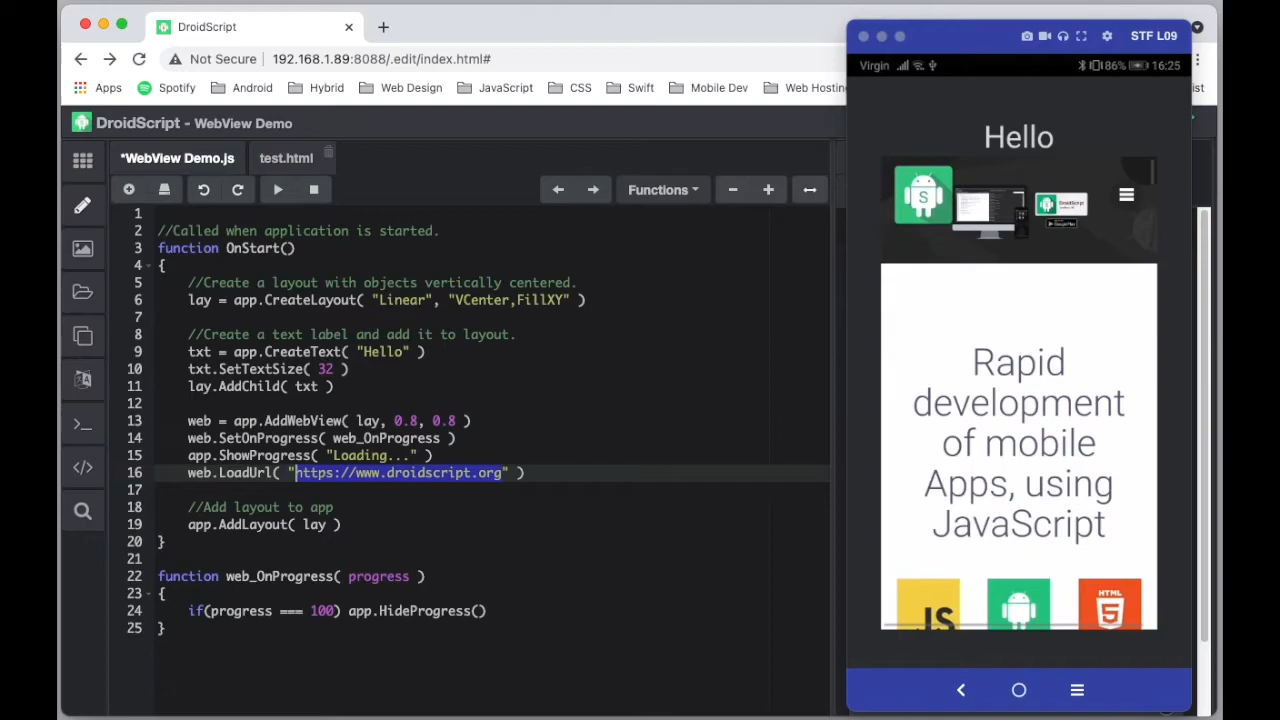 DroidScript
Not Secure
192.168.1.89:8088/.edit/index.html#
Apps
Spotify
Android
Hybrid
Web Design
JavaScript
CSS
Swift
Mobile Dev
Web Hostin
ist
DroidScript - WebView Demo
*WebView Demo.js
test.html
Functions
1
2 //Called when application is started.
3 function OnStart()
4 {
5 //Create a layout with objects vertically centered.
6 lay = app.CreateLayout( "Linear", "VCenter,FillXY" )
7
8 //Create a text label and add it to layout.
9 txt = app.CreateText( "Hello" )
10 txt.SetTextSize( 32 )
11 lay.AddChild( txt )
12
13 web = app.AddWebView( lay, 0.8, 0.8 )
14 web.SetOnProgress( web_OnProgress )
15 app.ShowProgress( "Loading..." )
16 web.LoadUrl( "https://www.droidscript.org" )
17
18 //Add layout to app
19 app.AddLayout( lay )
20 }
21
22 function web_OnProgress( progress )
23 {
24 if(progress === 100) app.HideProgress()
25 }
STF L09
Virgin
86%
16:25
Hello
S
Rapid
development
of mobile
Apps, using
JavaScript
JS
HTML
5